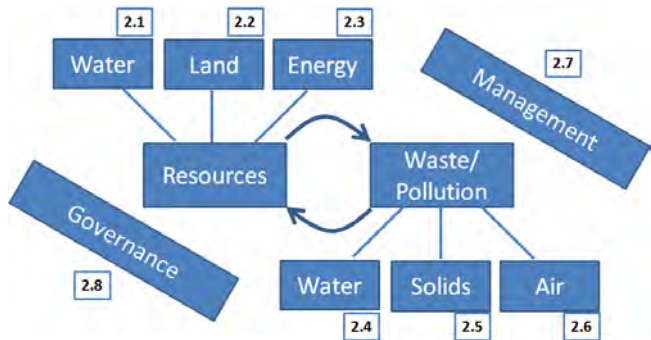 2.1
2.2
2.3
Water
Land
Energy
2.7
Management
Resources
Waste/
Pollution
Governance
2.8
Water
Solids
Air
2.4
2.5
2.6